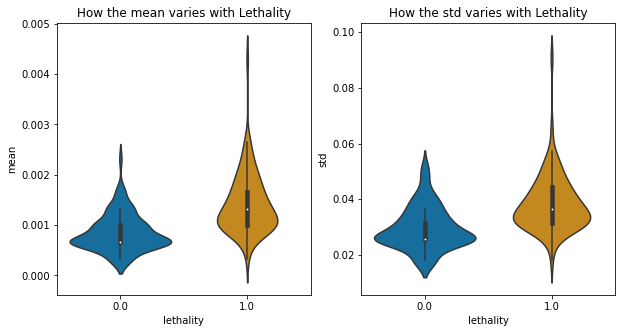 How the mean varies with Lethality
0.005
0.004
0.003
0.002
0.001
0.000
mean
0.0
1.0
lethality
How the std varies with Lethality
0.10
0.08
0.06
0.04
0.02
std
0.0
1.0
lethality